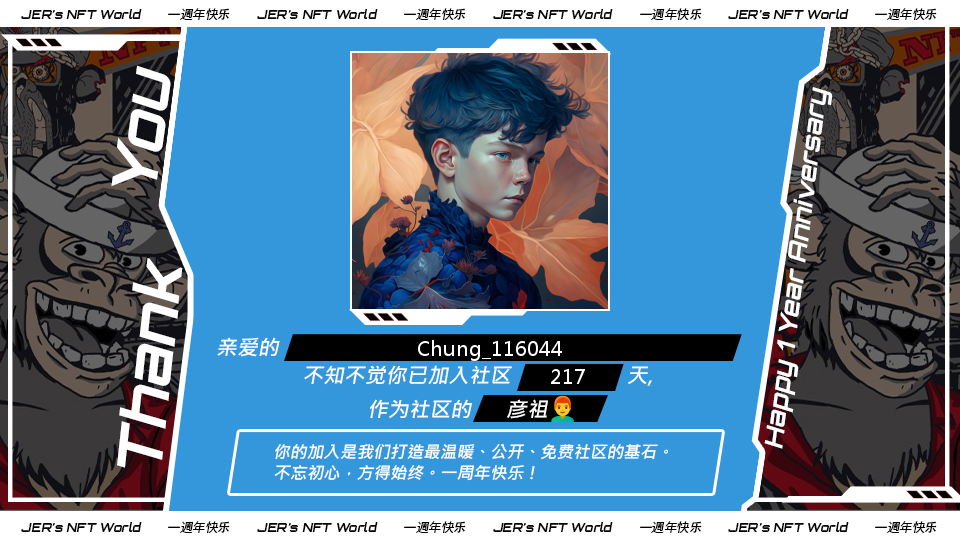 JER's NFT World 一週年快乐 JER's NFT World 一週年快乐 JER's NFT World 一週年快乐 JER's NFT World 一週年快乐
Thank You
Happy 1 Year Anniversary
亲爱的 Chung_116044
不知不觉你已加入社区 217 天,
作为社区的 彦祖👨‍🦰
你的加入是我们打造最温暖、公开、免费社区的基石。
不忘初心，方得始终。一周年快乐！
JER's NFT World 一週年快乐 JER's NFT World 一週年快乐 JER's NFT World 一週年快乐 JER's NFT World 一週年快乐